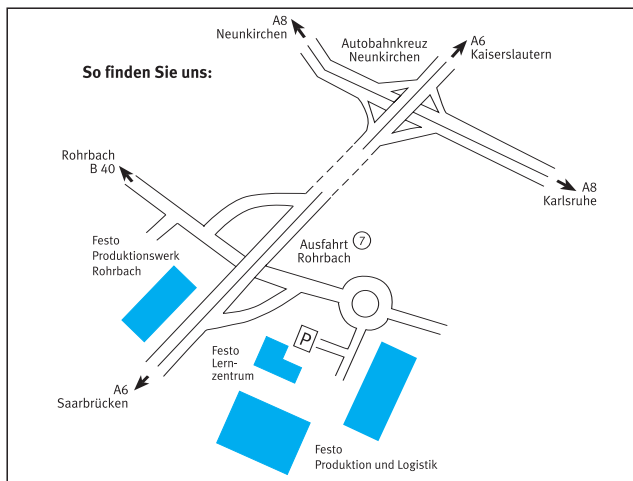 A8
Neunkirchen
Autobahnkreuz
Neunkirchen
A6
Kaiserslautern
So finden Sie uns:
Rohrbach
B 40
A8
Karlsruhe
Ausfahrt 7
Rohrbach
Festo
Produktionswerk
Rohrbach
P
Festo
Lern-
zentrum
A6
Saarbrücken
Festo
Produktion und Logistik